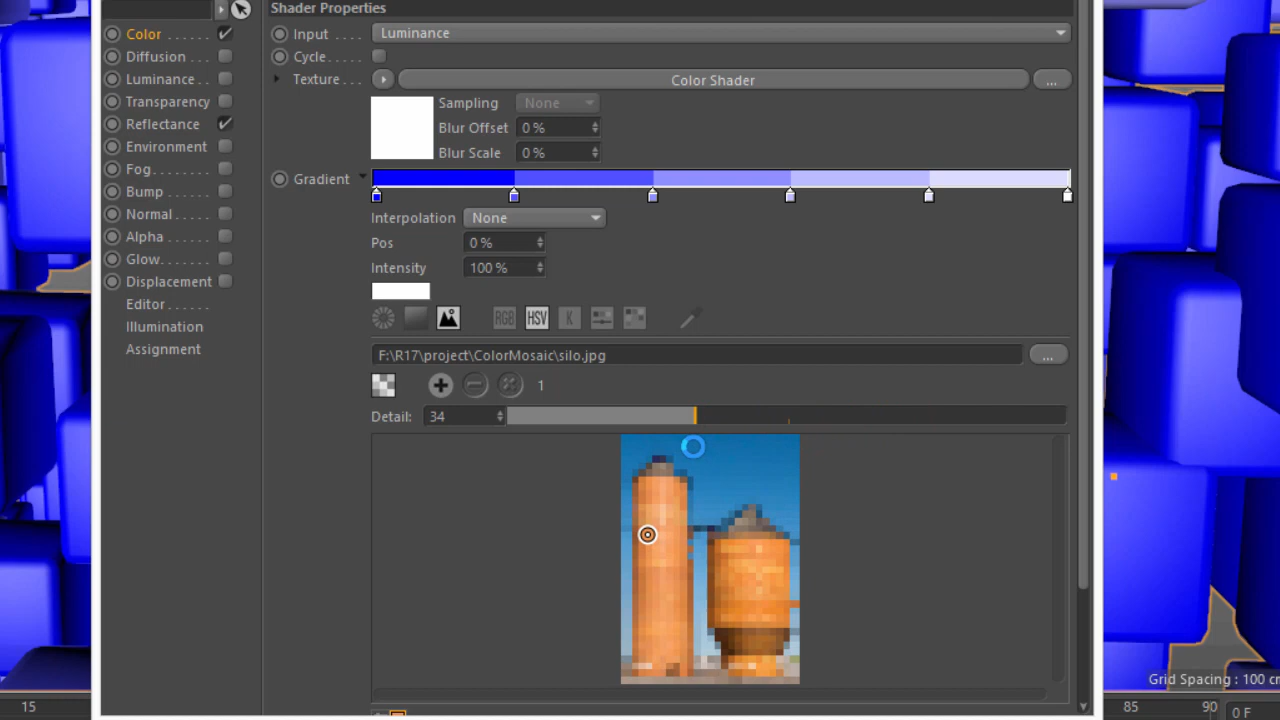 Shader Properties
Color . . . . . .
Diffusion
Luminance . .
Transparency
Reflectance
Environment
Fog . . . . . . .
Bump . . . . .
Normal . . . .
Alpha . . . . . .
Glow. . . . . . .
Displacement
Editor . . . . . .
Illumination
Assignment
Input . . . . Luminance
Cycle. . . . .
Texture . . . Color Shader ...
Sampling None
Blur Offset 0 %
Blur Scale 0 %
Gradient
Interpolation None
Pos 0 %
Intensity 100 %
RGB HSV K
F:\R17\project\ColorMosaic\silo.jpg ...
1
Detail: 34
Grid Spacing : 100 cm
15 85 90 0 F